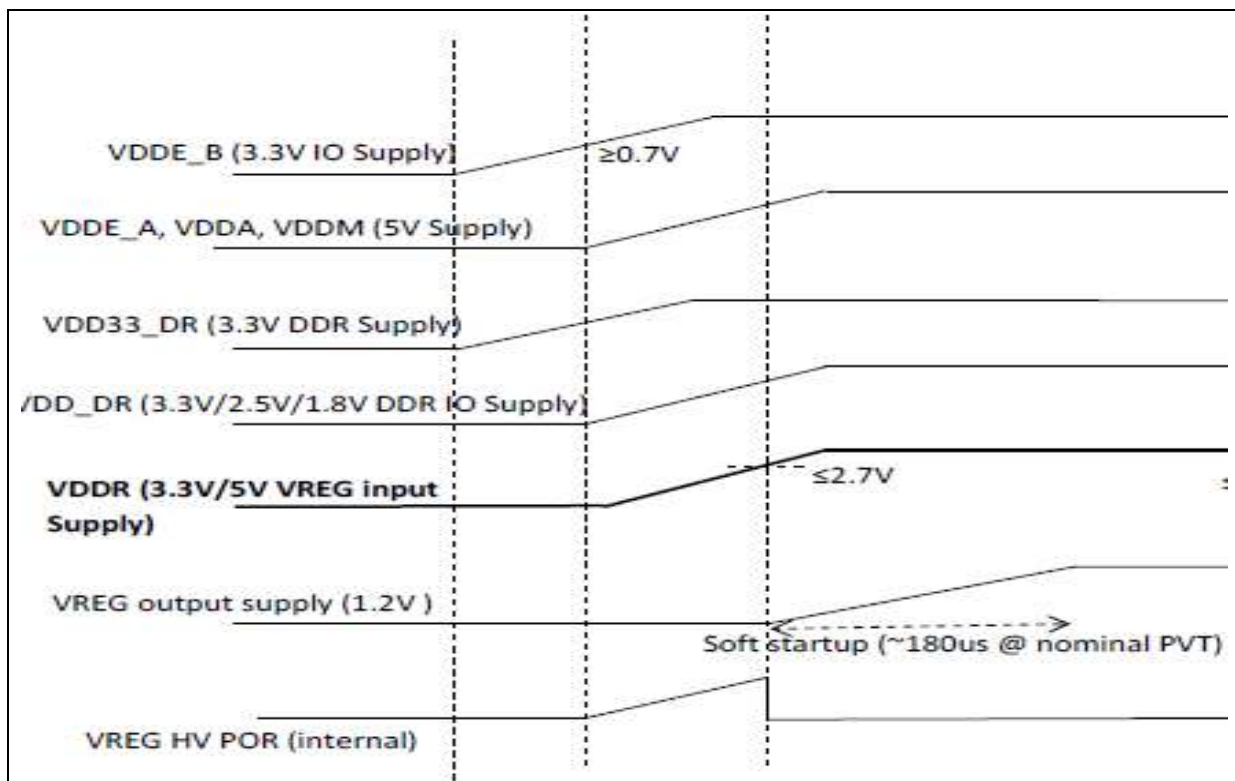 VDDE_B (3.3V IO Supply)
≥0.7V
VDDE_A, VDDA, VDDM (5V Supply)
VDD33_DR (3.3V DDR Supply)
VDD_DR (3.3V/2.5V/1.8V DDR IO Supply)
≤2.7V
VDDR (3.3V/5V VREG input
Supply)
≤
VREG output supply (1.2V )
Soft startup (~180us @ nominal PVT)
VREG HV POR (internal)